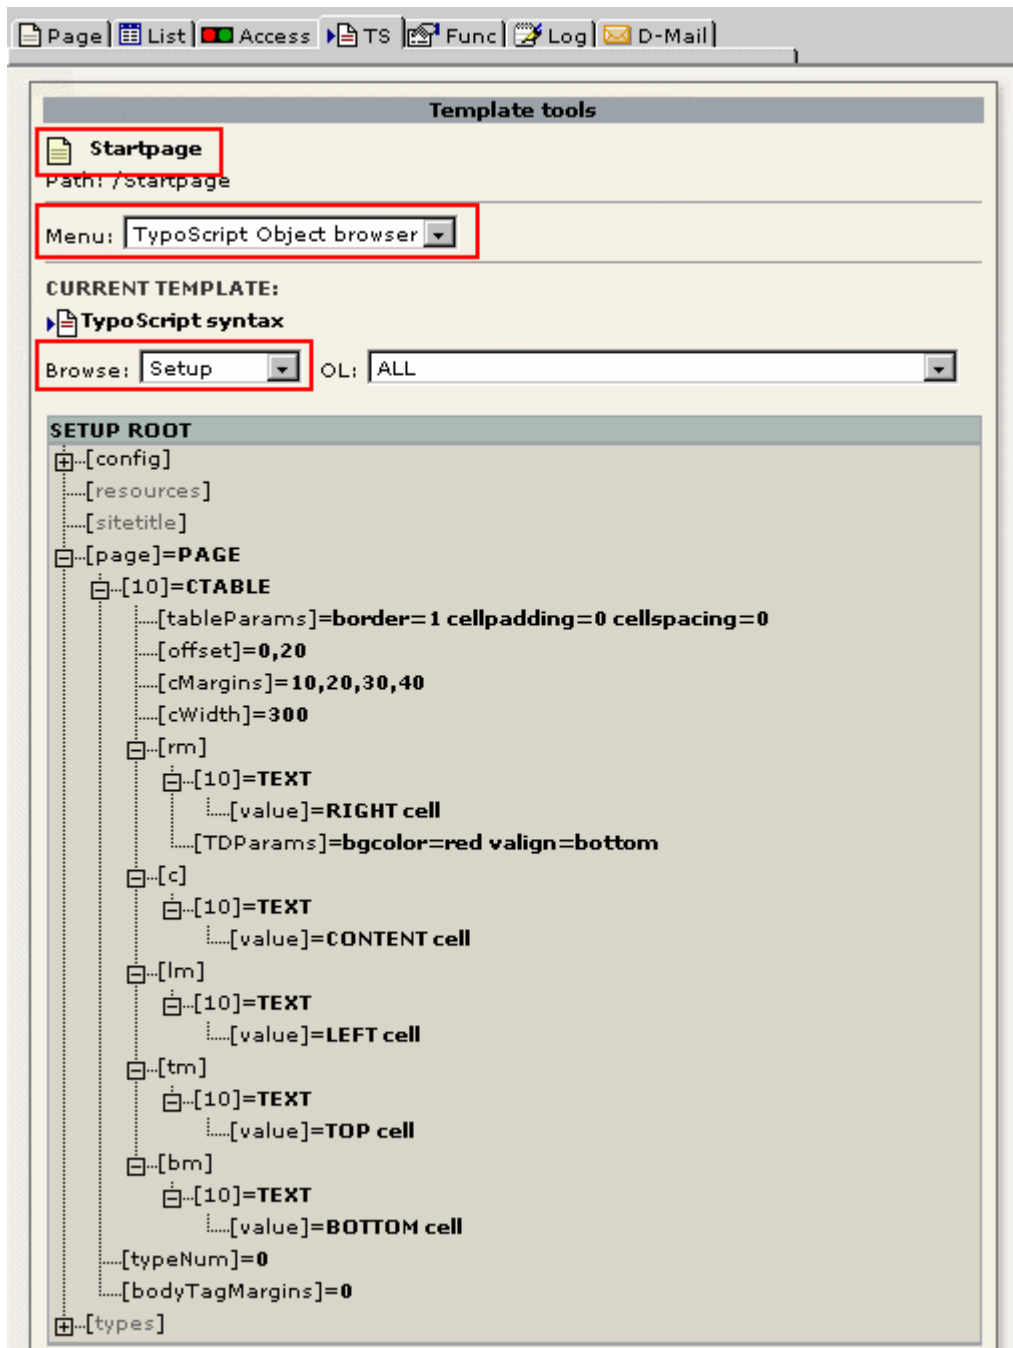 Page List Access TS Func Log D-Mail
Template tools
Startpage
Path: /Startpage
Menu: TypoScript Object browser
CURRENT TEMPLATE:
TypoScript syntax
Browse: Setup OL: ALL
SETUP ROOT
[config]
[resources]
[sitetitle]
[page]=PAGE
[10]=CTABLE
[tableParams]=border=1 cellpadding=0 cellspacing=0
[offset]=0,20
[cMargins]=10,20,30,40
[cWidth]=300
[rm]
[10]=TEXT
[value]=RIGHT cell
[TDParams]=bgcolor=red valign=bottom
[c]
[10]=TEXT
[value]=CONTENT cell
[lm]
[10]=TEXT
[value]=LEFT cell
[tm]
[10]=TEXT
[value]=TOP cell
[bm]
[10]=TEXT
[value]=BOTTOM cell
[typeNum]=0
[bodyTagMargins]=0
[types]